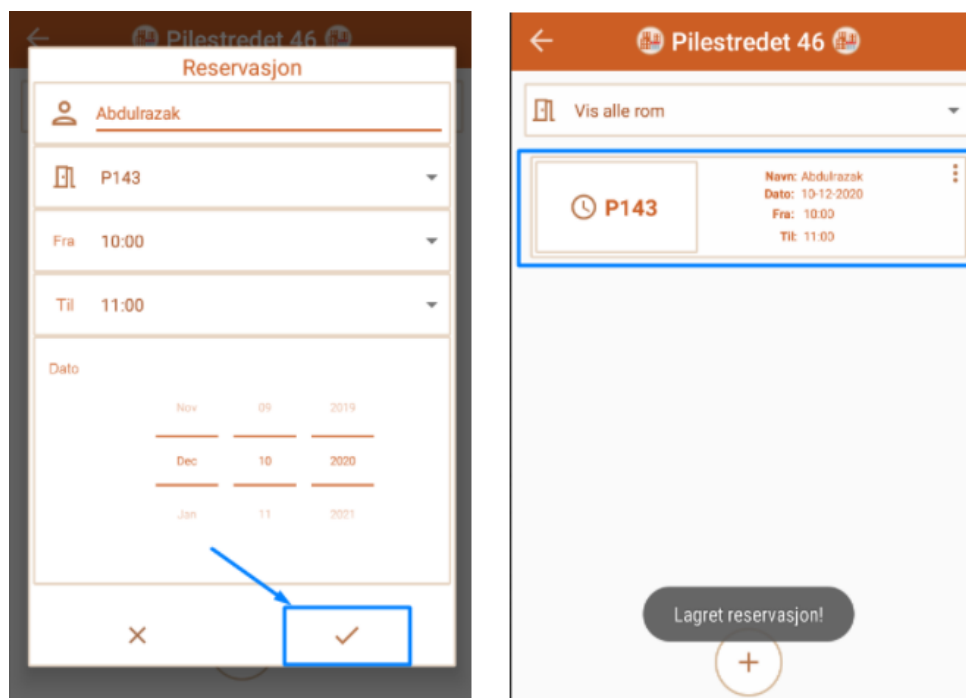 Pilestredet 46
Reservasjon
Abdulrazak
P143
Fra 10:00
Til 11:00
Dato
Nov 09 2019
Dec 10 2020
Jan 11 2021
Pilestredet 46
Vis alle rom
P143
Navn: Abdulrazak
Dato: 10-12-2020
Fra: 10:00
Til: 11:00
Lagret reservasjon!